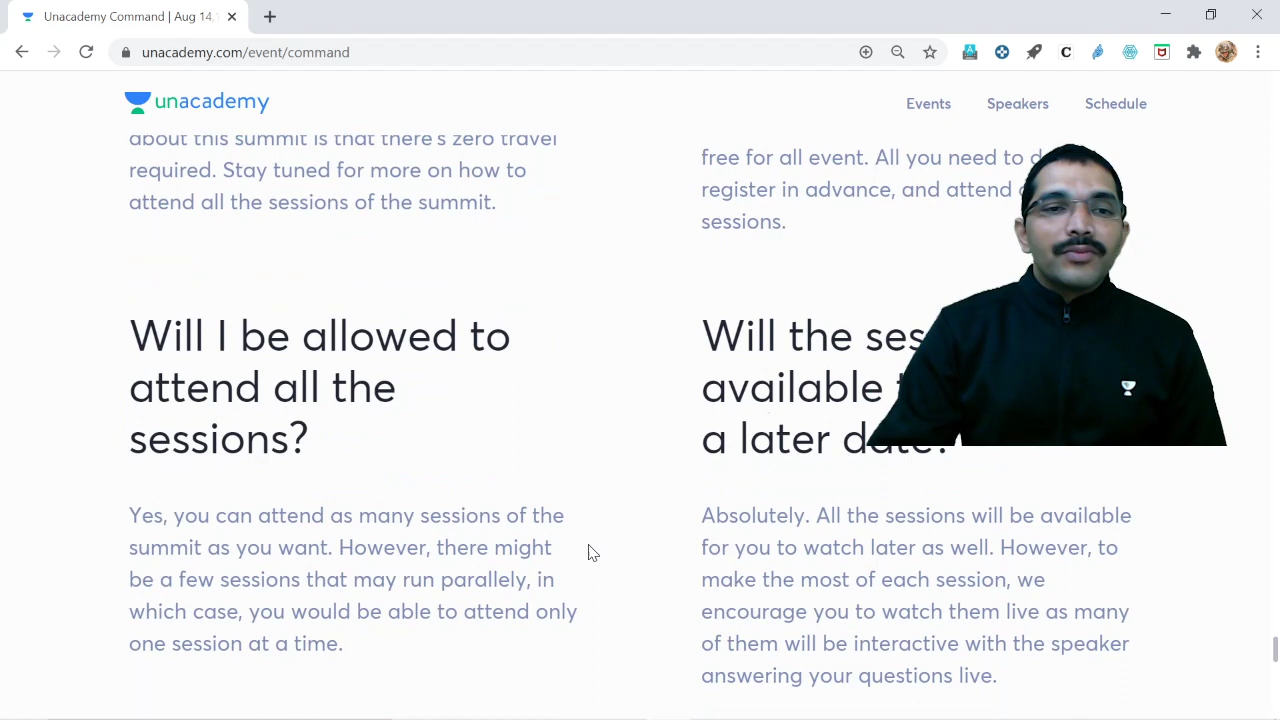 Unacademy Command | Aug 14,
unacademy.com/event/command
unacademy
Events
Speakers
Schedule
about this summit is that there's zero travel
required. Stay tuned for more on how to
attend all the sessions of the summit.
free for all event. All you need to
register in advance, and attend
sessions.
Will I be allowed to
attend all the
sessions?
Yes, you can attend as many sessions of the
summit as you want. However, there might
be a few sessions that may run parallely, in
which case, you would be able to attend only
one session at a time.
Will the
available
a later date?
Absolutely. All the sessions will be available
for you to watch later as well. However, to
make the most of each session, we
encourage you to watch them live as many
of them will be interactive with the speaker
answering your questions live.